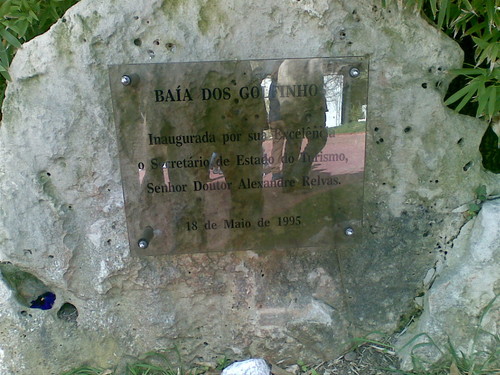 BAÍA DOS GOLFINHO
Inaugurada por sua Excelência
o Secretário de Estado do Turismo,
Senhor Doutor Alexandre Relvas.
18 de Maio de 1995